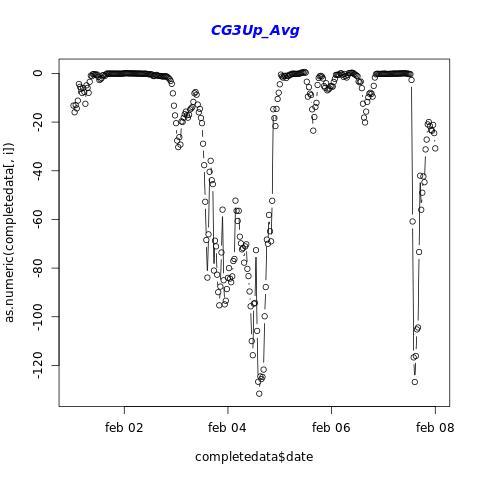 CG3Up_Avg
as.numeric(completedata[, i])
0
-20
-40
-60
-80
-100
-120
feb 02
feb 04
feb 06
feb 08
completedata$date